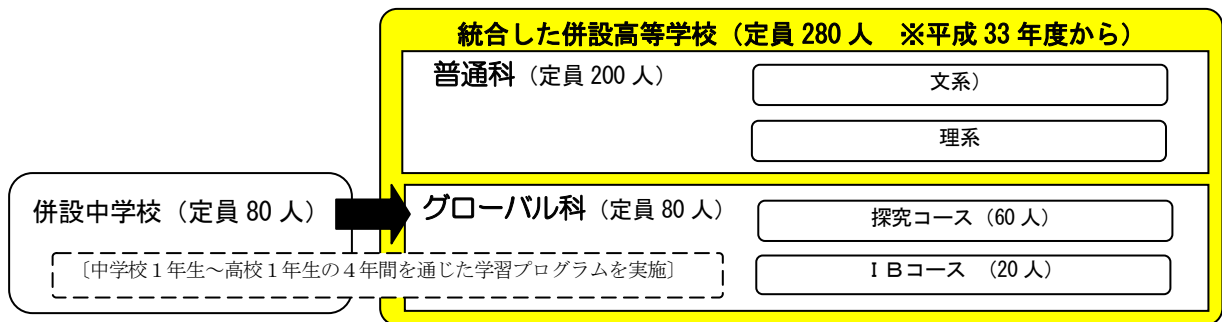 統合した併設高等学校（定員 280 人　※平成 33 年度から）
普通科（定員 200 人）
文系）
理系
併設中学校（定員 80 人）
グローバル科（定員 80 人）
探究コース（60 人）
ＩＢコース　（20 人）
〔中学校１年生～高校１年生の４年間を通じた学習プログラムを実施〕